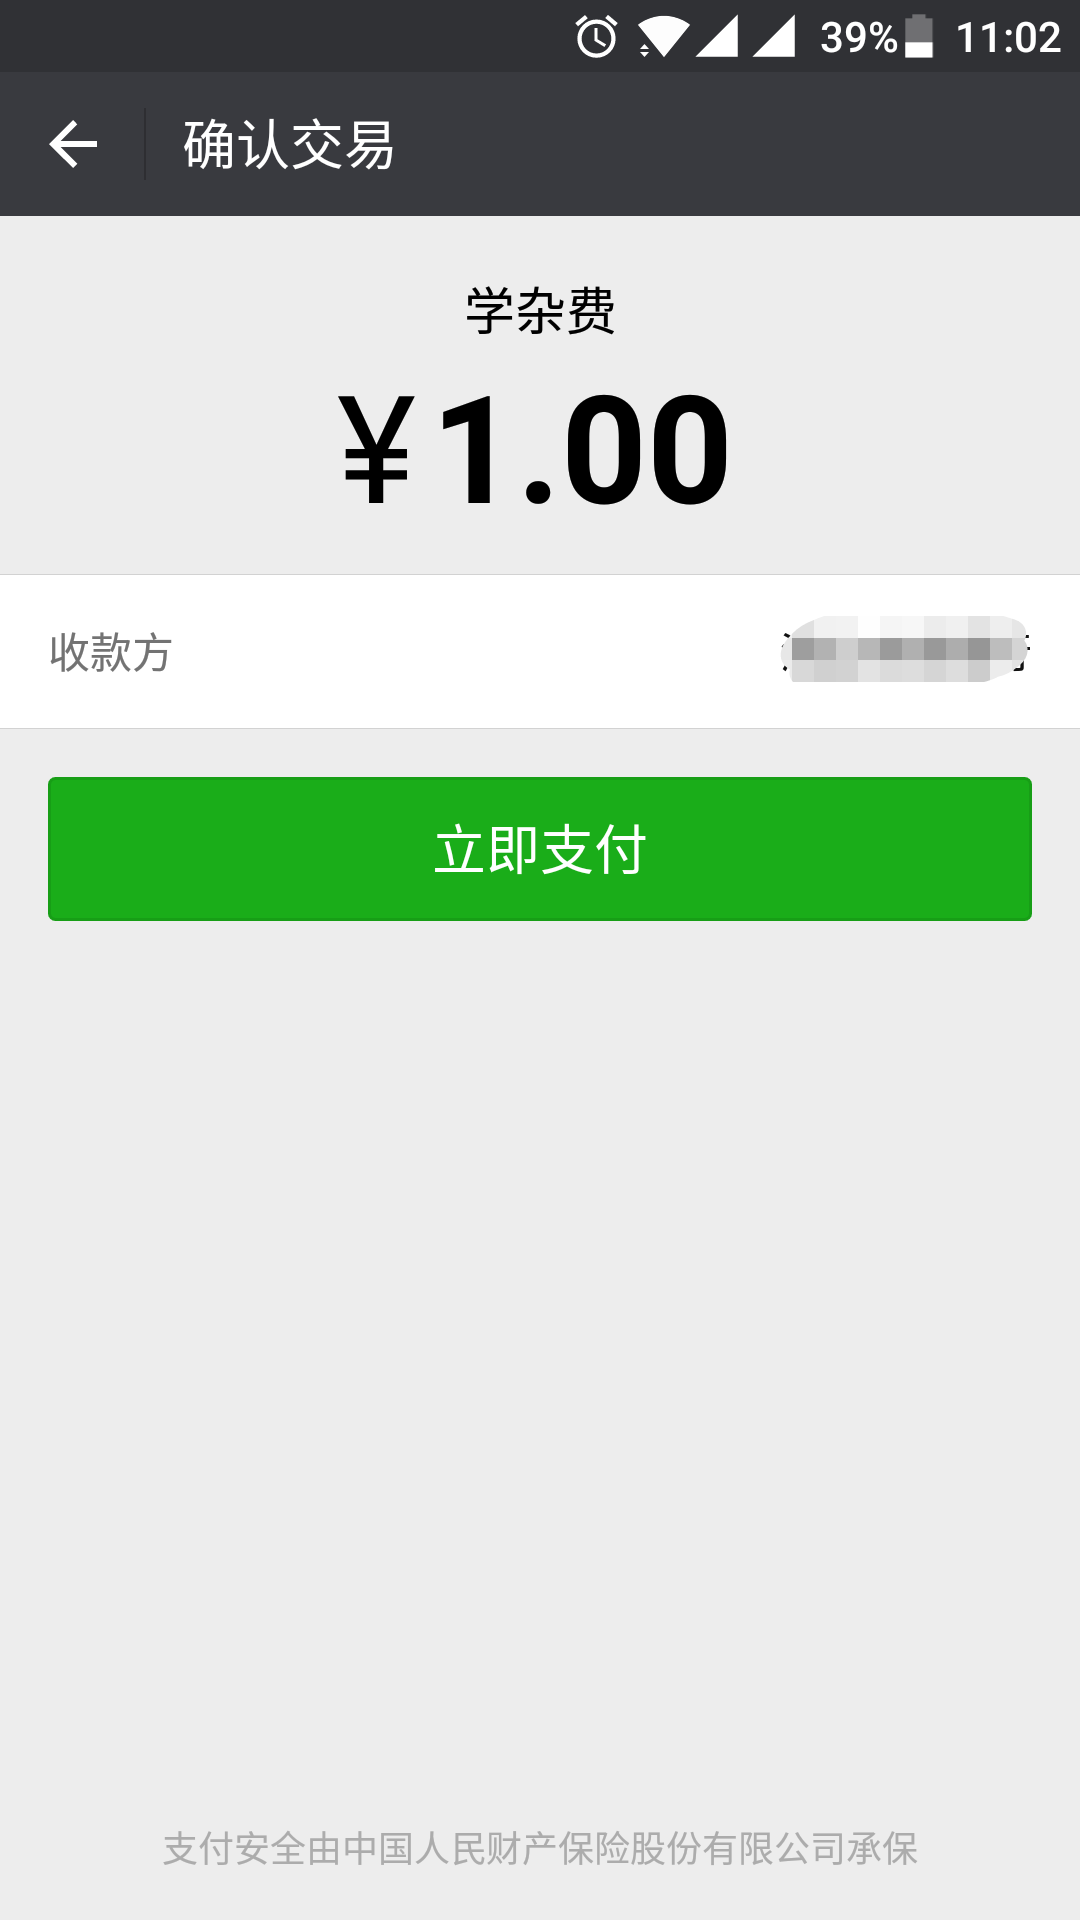 39% 11:02
确认交易
学杂费
¥1.00
收款方
立即支付
支付安全由中国人民财产保险股份有限公司承保